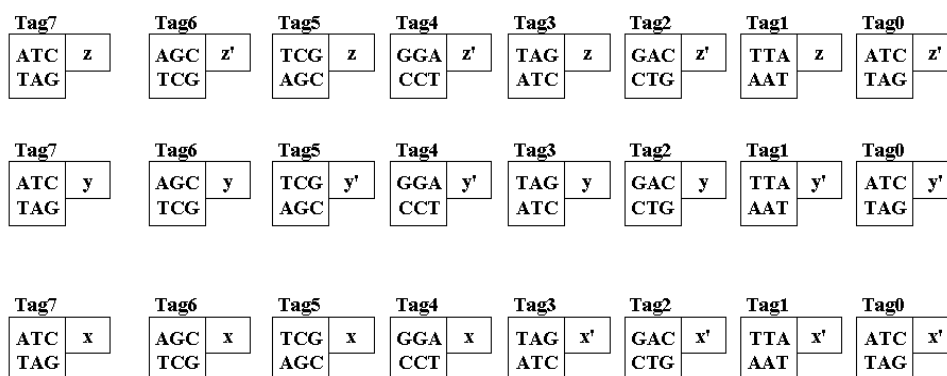 Tag7 Tag6 Tag5 Tag4 Tag3 Tag2 Tag1 Tag0
ATC z AGC z' TCG z GGA z' TAG z GAC z' TTA z ATC z'
TAG TCG AGC CCT ATC CTG AAT TAG
Tag7 Tag6 Tag5 Tag4 Tag3 Tag2 Tag1 Tag0
ATC y AGC y TCG y' GGA y' TAG y GAC y TTA y' ATC y'
TAG TCG AGC CCT ATC CTG AAT TAG
Tag7 Tag6 Tag5 Tag4 Tag3 Tag2 Tag1 Tag0
ATC x AGC x TCG x GGA x TAG x' GAC x' TTA x' ATC x'
TAG TCG AGC CCT ATC CTG AAT TAG